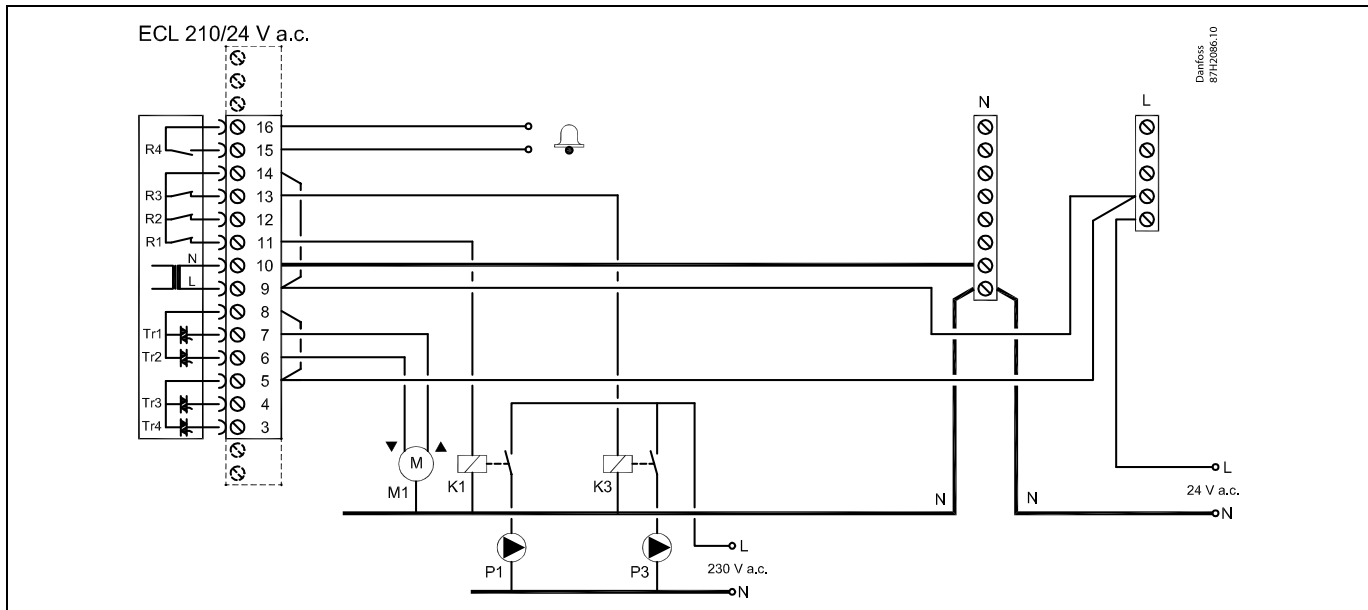 ECL 210/24 V a.c.
Danfoss
87H2086.10
N
L
16
R4
15
14
R3
13
R2
12
R1
11
N
10
L
9
8
Tr1
7
Tr2
6
5
Tr3
4
Tr4
3
M
M1
K1
K3
N
N
L
24 V a.c.
N
P1
P3
L
230 V a.c.
N